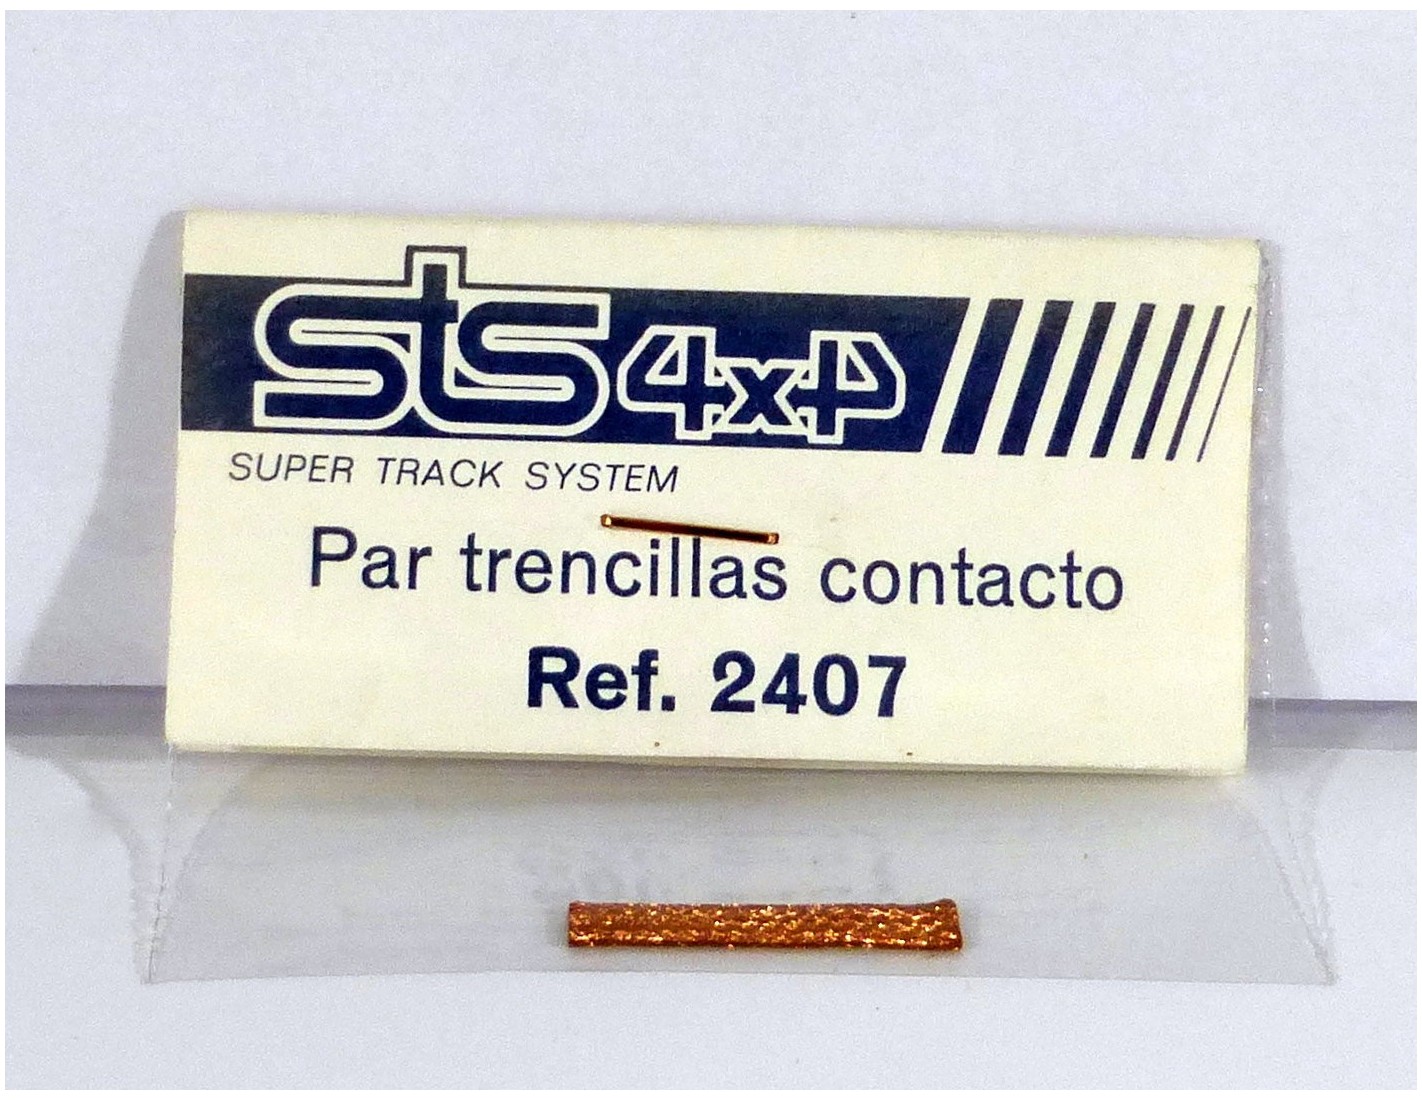 sts 4x4
SUPER TRACK SYSTEM
Par trencillas contacto
Ref. 2407